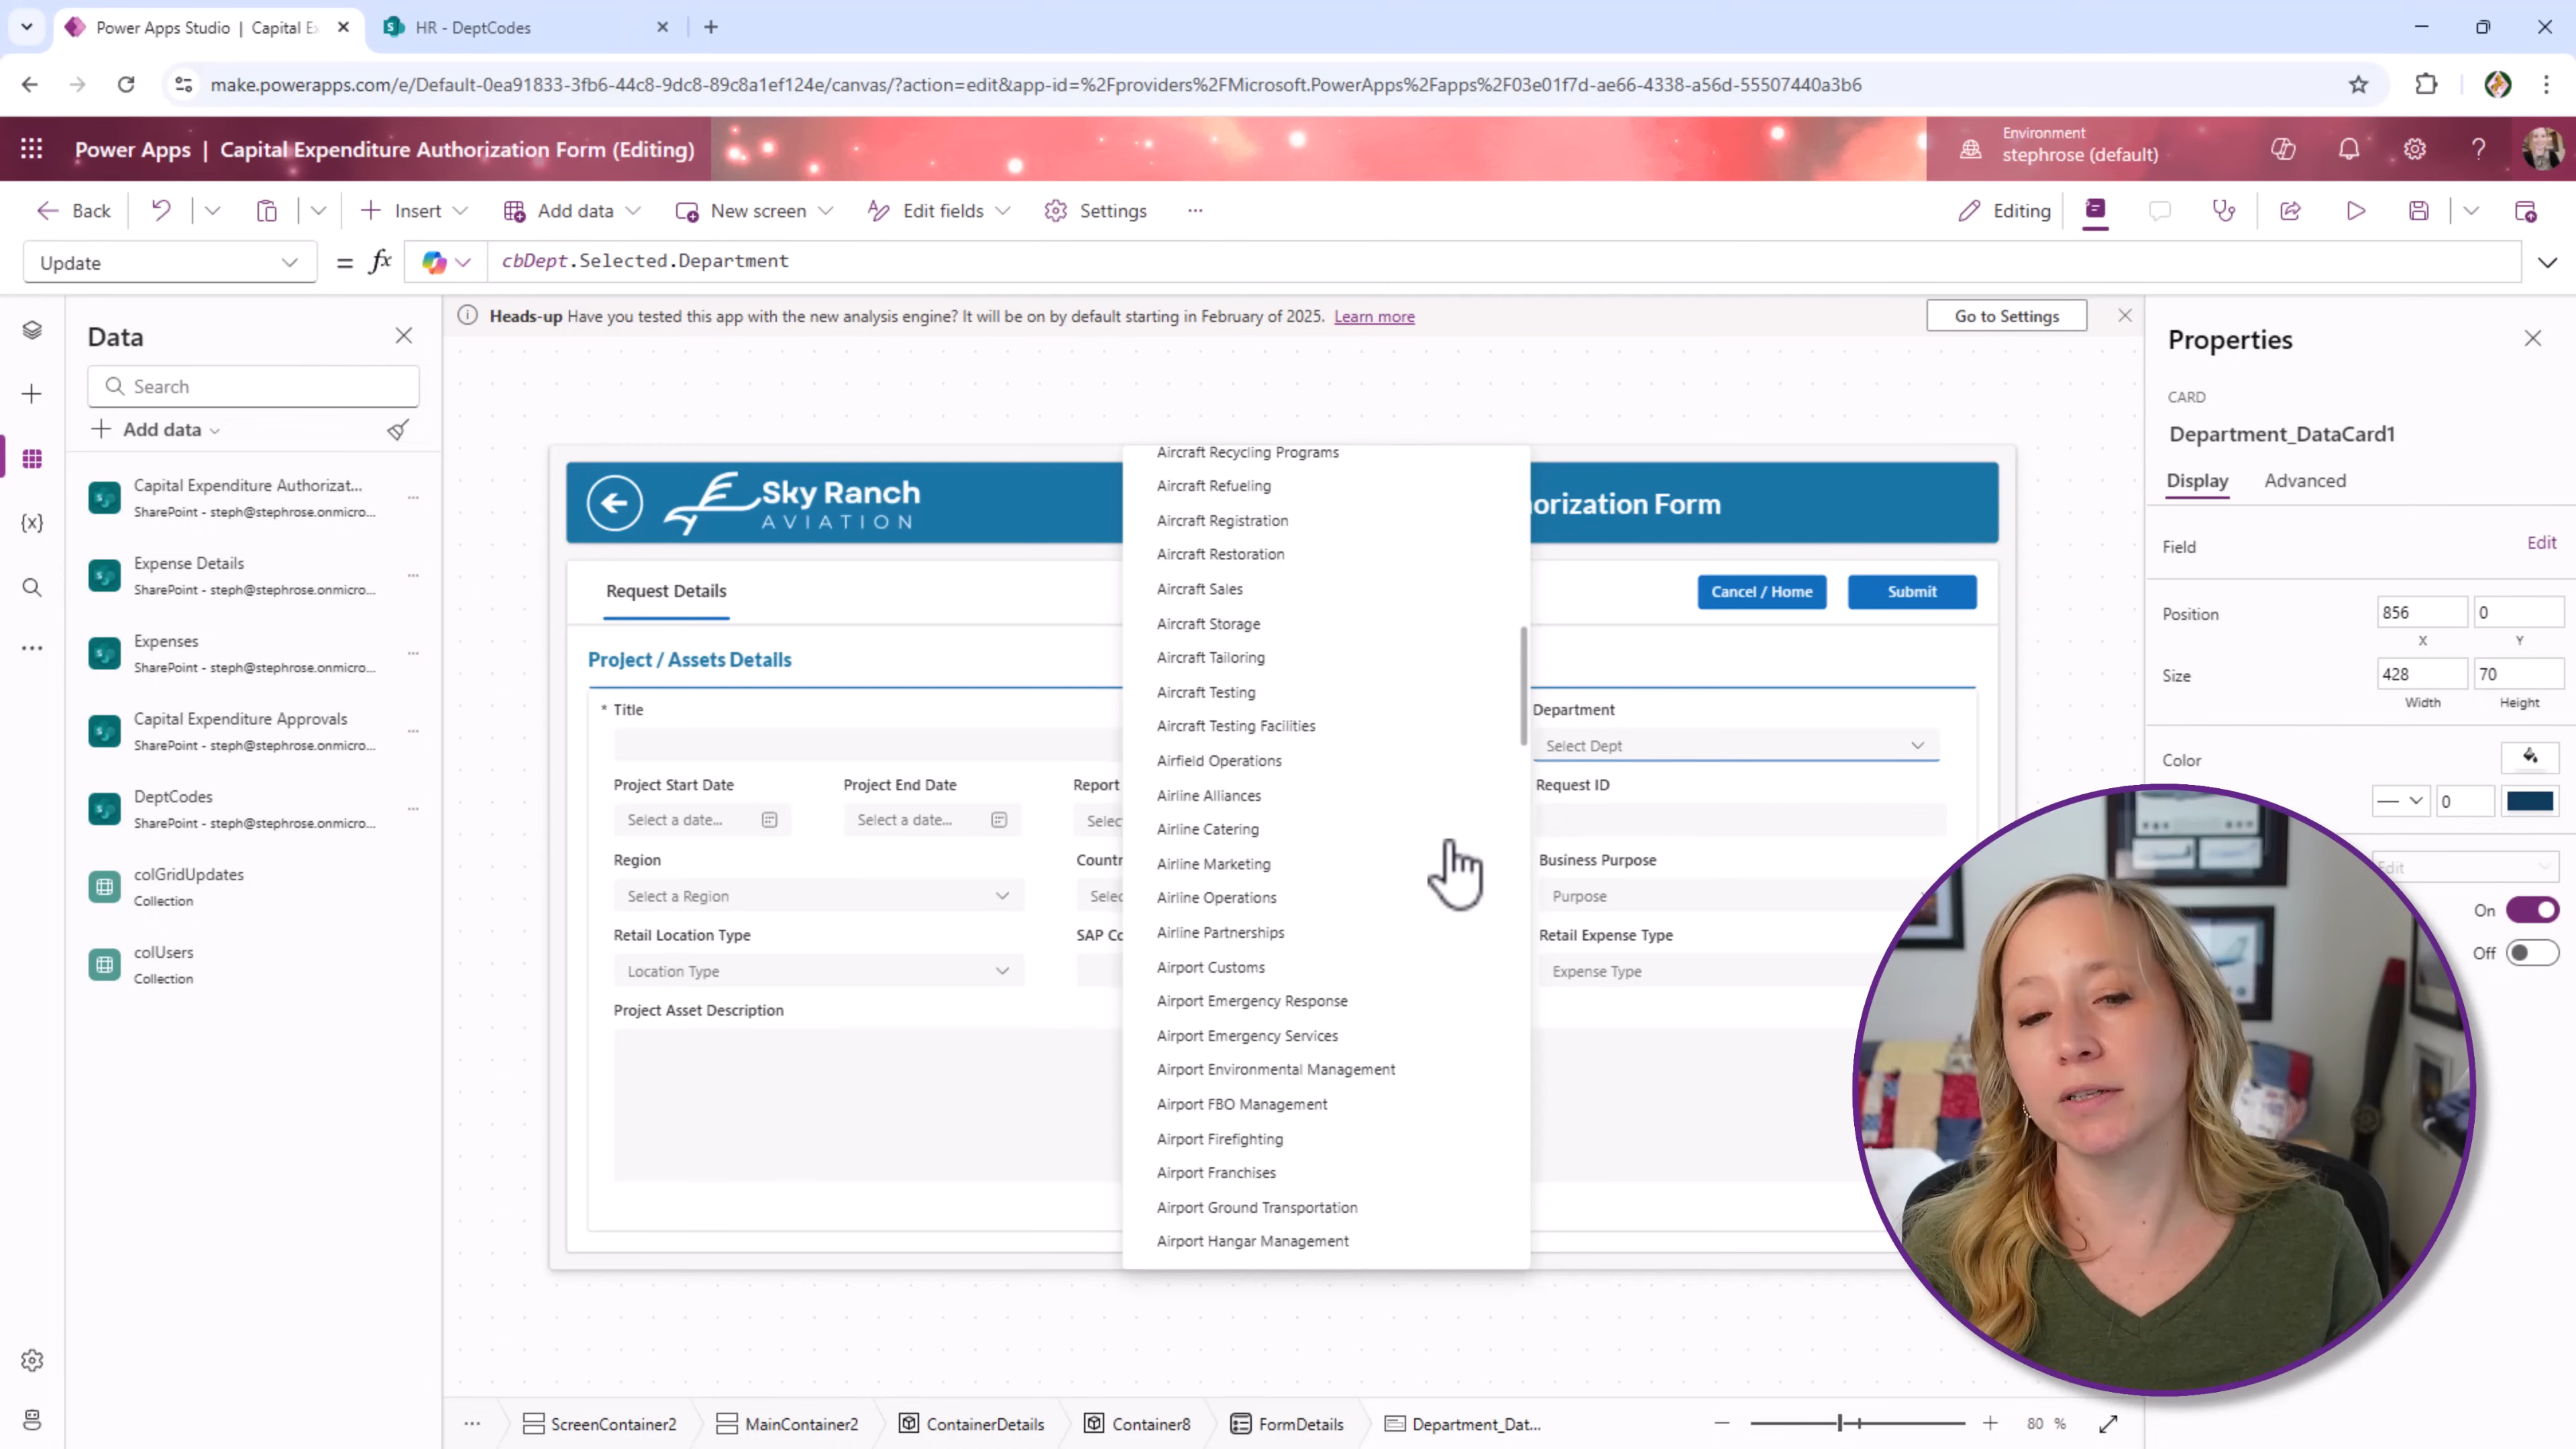 Power Apps Studio | Capital Ex
HR - DeptCodes
make.powerapps.com/e/Default-0ea91833-3fb6-44c8-9dc8-89c8a1ef124e/canvas/?action=edit&app-id=%2Fproviders%2FMicrosoft.PowerApps%2Fapps%2F03e01f7d-ae66-4338-a56d-55507440a3b6
Power Apps | Capital Expenditure Authorization Form (Editing)
Environment
stephrose (default)
Back
Insert
Add data
New screen
Edit fields
Settings
Editing
Update
= fx
cbDept.Selected.Department
Data
Search
Add data
Capital Expenditure Authorizat...
SharePoint - steph@stephrose.onmicro...
Expense Details
SharePoint - steph@stephrose.onmicro...
Expenses
SharePoint - steph@stephrose.onmicro...
Capital Expenditure Approvals
SharePoint - steph@stephrose.onmicro...
DeptCodes
SharePoint - steph@stephrose.onmicro...
colGridUpdates
Collection
colUsers
Collection
Heads-up Have you tested this app with the new analysis engine? It will be on by default starting in February of 2025. Learn more
Go to Settings
Sky Ranch
AVIATION
orization Form
Request Details
Cancel / Home
Submit
Project / Assets Details
* Title
Department
Select Dept
Project Start Date
Project End Date
Report
Request ID
Select a date...
Select a date...
Selec
Region
Countr
Business Purpose
Select a Region
Selec
Purpose
Retail Location Type
SAP Co
Retail Expense Type
Location Type
Expense Type
Project Asset Description
Aircraft Recycling Programs
Aircraft Refueling
Aircraft Registration
Aircraft Restoration
Aircraft Sales
Aircraft Storage
Aircraft Tailoring
Aircraft Testing
Aircraft Testing Facilities
Airfield Operations
Airline Alliances
Airline Catering
Airline Marketing
Airline Operations
Airline Partnerships
Airport Customs
Airport Emergency Response
Airport Emergency Services
Airport Environmental Management
Airport FBO Management
Airport Firefighting
Airport Franchises
Airport Ground Transportation
Airport Hangar Management
Properties
CARD
Department_DataCard1
Display
Advanced
Field
Edit
Position
856
0
X
Y
Size
428
70
Width
Height
Color
0
On
Off
ScreenContainer2
MainContainer2
ContainerDetails
Container8
FormDetails
Department_Dat...
80 %